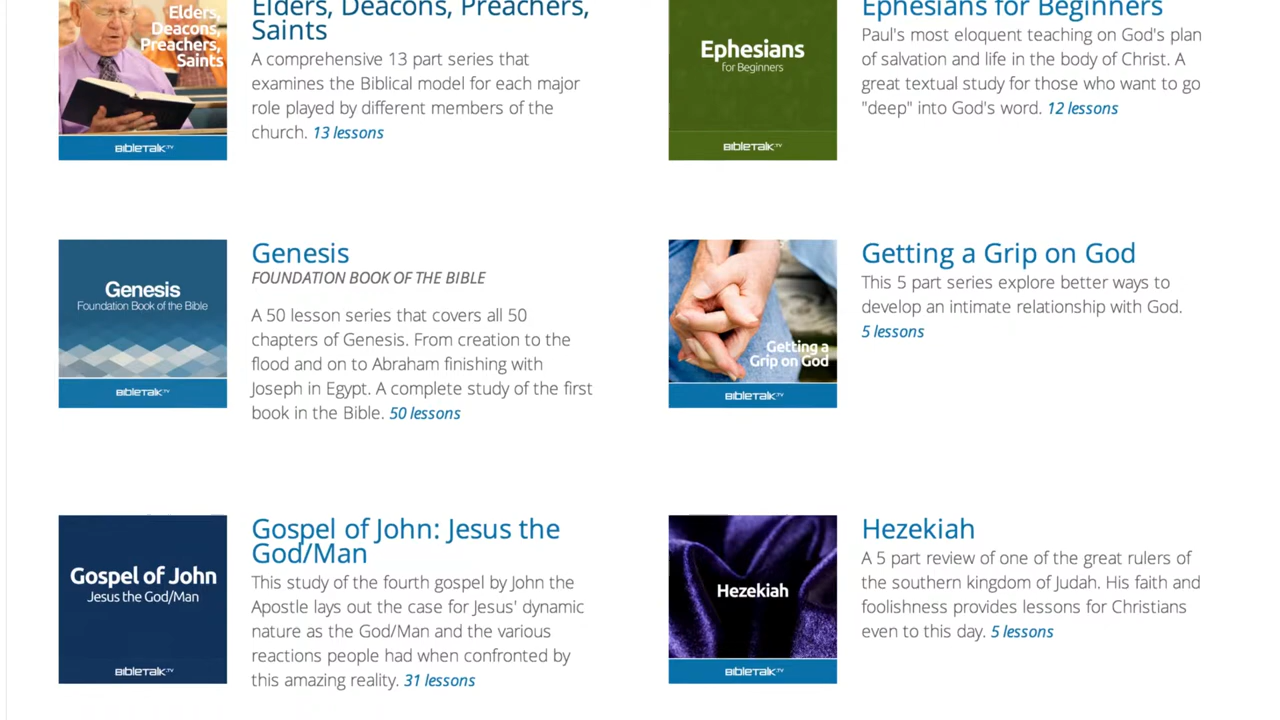 Elders,
Deacons,
Preachers,
Saints
BIBLETALK.TV
Elders, Deacons, Preachers,
Saints
A comprehensive 13 part series that
examines the Biblical model for each major
role played by different members of the
church. 13 lessons
Ephesians
for Beginners
BIBLETALK.TV
Ephesians for Beginners
Paul's most eloquent teaching on God's plan
of salvation and life in the body of Christ. A
great textual study for those who want to go
"deep" into God's word. 12 lessons
Genesis
Foundation Book of the Bible
BIBLETALK.TV
Genesis
FOUNDATION BOOK OF THE BIBLE
A 50 lesson series that covers all 50
chapters of Genesis. From creation to the
flood and on to Abraham finishing with
Joseph in Egypt. A complete study of the first
book in the Bible. 50 lessons
Getting a
Grip on God
BIBLETALK.TV
Getting a Grip on God
This 5 part series explore better ways to
develop an intimate relationship with God.
5 lessons
Gospel of John
Jesus the God/Man
BIBLETALK.TV
Gospel of John: Jesus the
God/Man
This study of the fourth gospel by John the
Apostle lays out the case for Jesus' dynamic
nature as the God/Man and the various
reactions people had when confronted by
this amazing reality. 31 lessons
Hezekiah
BIBLETALK.TV
Hezekiah
A 5 part review of one of the great rulers of
the southern kingdom of Judah. His faith and
foolishness provides lessons for Christians
even to this day. 5 lessons